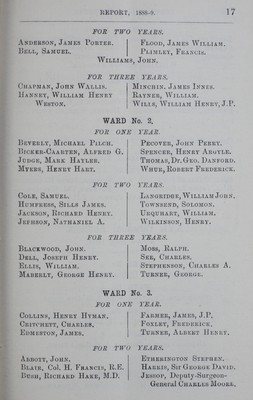 REPORT, 1888-9. 17
FOR TWO YEARS.
ANDERSON, JAMES PORTER.
BELL, SAMUEL.
FLOOD, JAMES WILLIAM.
PLIMLEY, FRANCIS.
WILLIAMS, JOHN.
FOR THREE YEARS.
CHAPMAN, JOHN WALLIS.
HANNEY, WILLIAM HENRY
WESTON.
MINCHIN, JAMES INNIS.
RAYNER, WILLIAM.
WILLS, WILLIAM HENRY, J.P.
WARD No. 2,
FOR ONE YEAR.
BEVERLY, MICHAEL PILCH.
BICKER-CAARTEN, ALFRED G.
JUDGE, MARK HAYLER.
MYERS, HENRY HART.
PECOVER, JOHN PERRY.
SPENCER, HENRY ARGYLE.
THOMAS, DR. GEO. DANFORD.
WHUR, ROBERT FREDERICK.
FOR TWO YEARS.
COLE, SAMUEL.
HUMPRESS, SILLS JAMES.
JACKSON, RICHARD HENRY.
JEPHSON, NATHANIEL A.
LANGRIDGE, WILLIAM JOHN.
TOWNSEND, SOLOMON.
URQUHART, WILLIAM.
WILKINSON, HENRY.
FOR THREE YEARS.
BLACKWOOD, JOHN.
DELL, JOSEPH HENRY.
ELLIS, WILLIAM.
MABERLY, GEORGE HENRY.
MOSS, RALPH.
SEE, CHARLES.
STEPHENSON, CHARLES A.
TURNER, GEORGE.
WARD No. 3.
FOR ONE YEAR.
COLLINS, HENRY HYMAN.
CRITCHETT, CHARLES.
EDMESTON, JAMES.
FARMER, JAMES, J.P.
FOXLEY, FREDERICK.
TURNER, ALBERT HENRY.
FOR TWO YEARS.
ABBOTT, JOHN.
BLAIR, Col. H. FRANCIS, R.E.
BUSH, RICHARD HAKE, M.D.
ETHERINGTON STEPHEN.
HARRIS, SIR GEORGE DAVID.
JESSOP, Deputy-Surgeon-
General CHARLES MOORE.